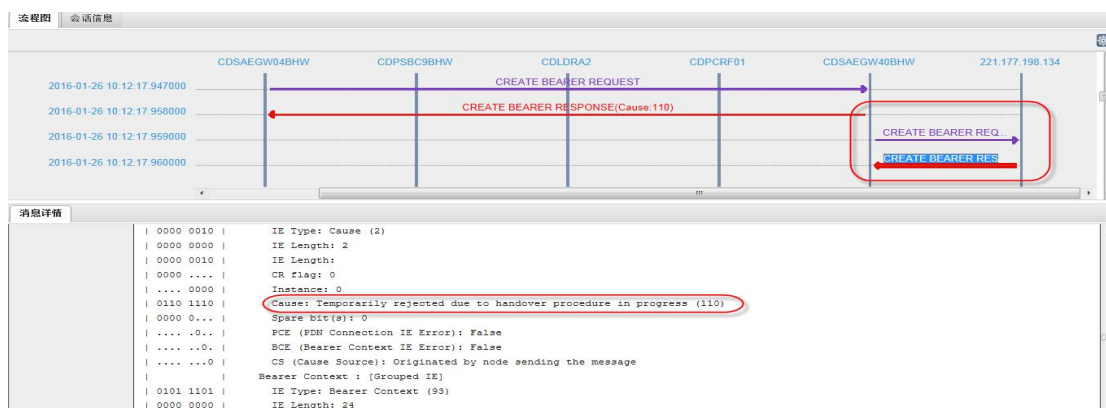 流程图 会话信息
CDSAEGW04BHW CDPSBC9BHW CDLDRA2 CDPCRF01 CDSAEGW40BHW 221.177.198.134
2016-01-26 10:12:17.947000 CREATE BEARER REQUEST
2016-01-26 10:12:17.958000 CREATE BEARER RESPONSE(Cause:110)
2016-01-26 10:12:17.959000 CREATE BEARER REQ...
2016-01-26 10:12:17.960000 CREATE BEARER RES
消息详情
| 0000 0010 | IE Type: Cause (2)
| 0000 0000 | IE Length: 2
| 0000 0010 | IE Length:
| 0000 .... | CR flag: 0
| .... 0000 | Instance: 0
| 0110 1110 | Cause: Temporarily rejected due to handover procedure in progress (110)
| 0000 0... | Spare bit(s): 0
| .... .0.. | PCE (PDN Connection IE Error): False
| .... ..0. | BCE (Bearer Context IE Error): False
| .... ...0 | CS (Cause Source): Originated by node sending the message
| | Bearer Context : [Grouped IE]
| 0101 1101 | IE Type: Bearer Context (93)
| 0000 0000 | IE Length: 24